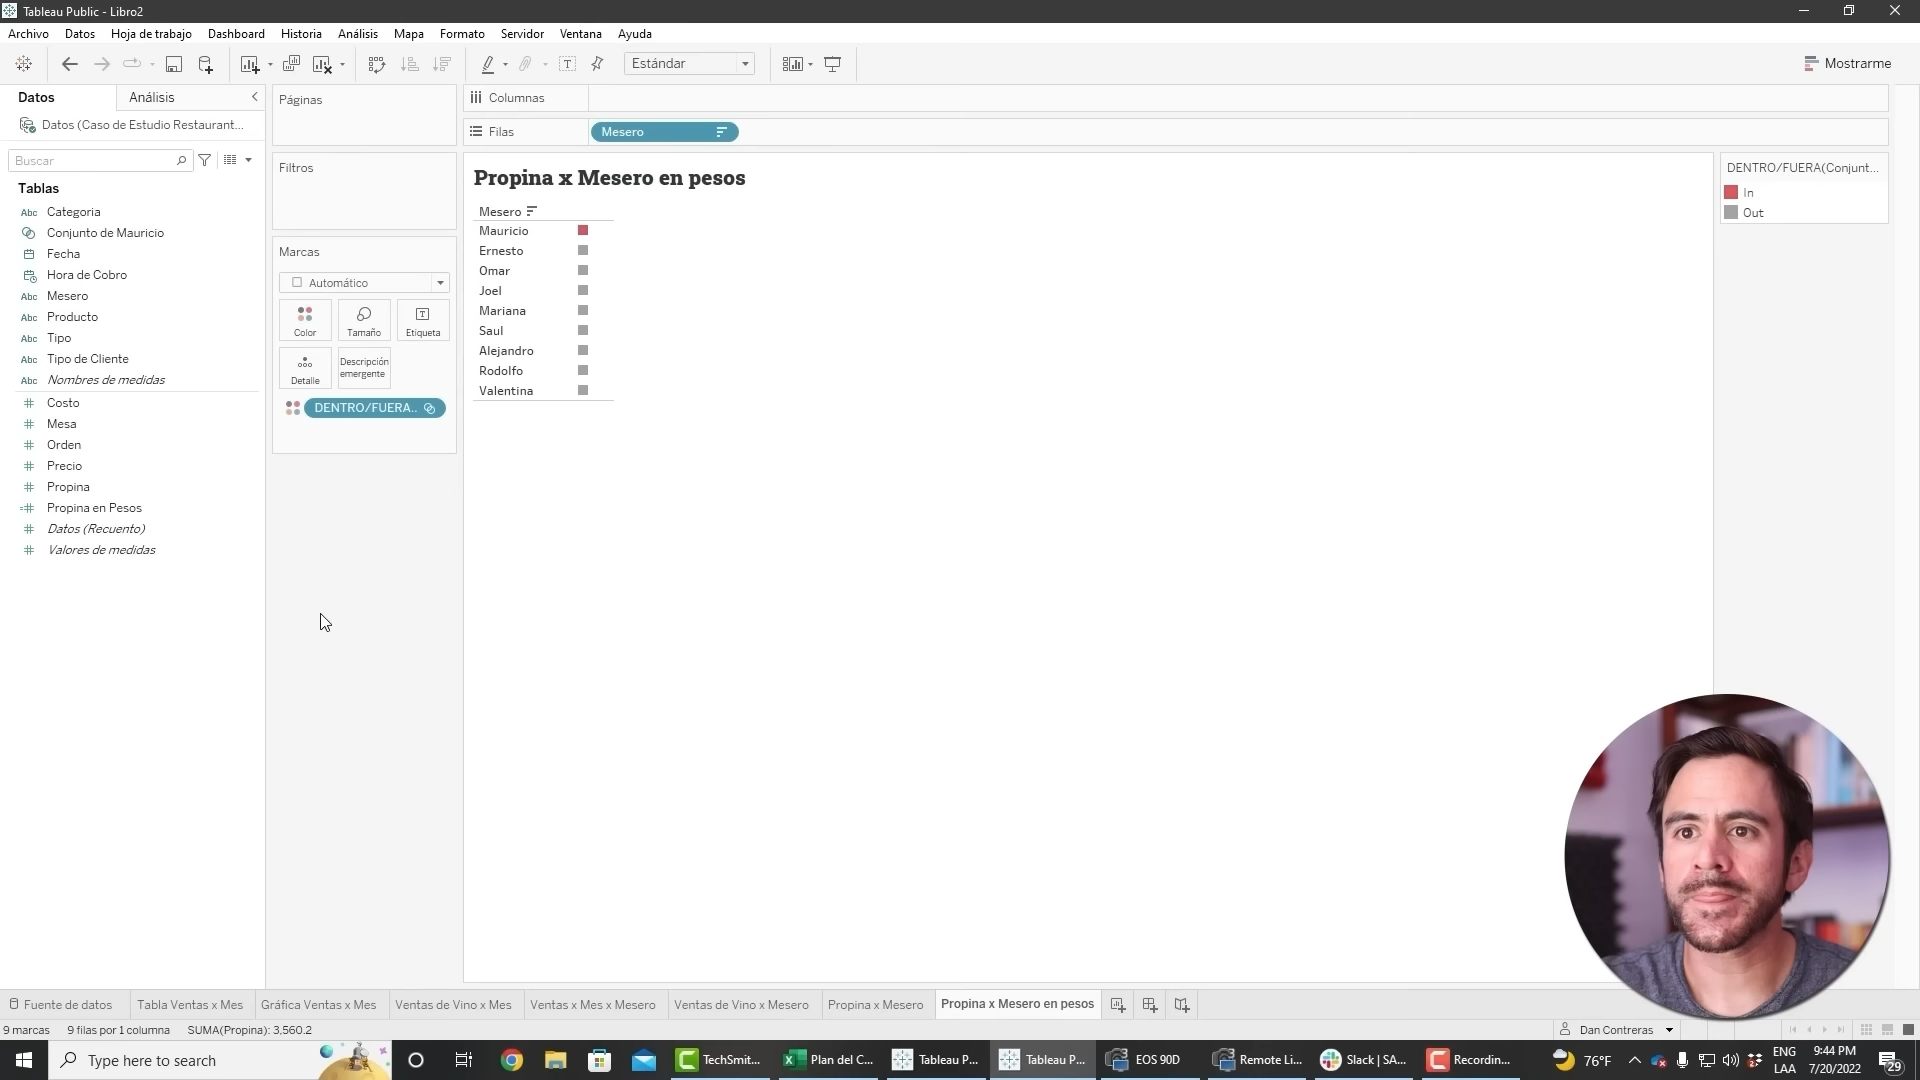 Tableau Public - Libro2
Archivo Datos Hoja de trabajo Dashboard Historia Análisis Mapa Formato Servidor Ventana Ayuda
Estándar
Mostrarme
Datos Análisis
Datos (Caso de Estudio Restaurant...
Buscar
Tablas
Abc Categoria
Conjunto de Mauricio
Fecha
Hora de Cobro
Abc Mesero
Abc Producto
Abc Tipo
Abc Tipo de Cliente
Abc Nombres de medidas
# Costo
# Mesa
# Orden
# Precio
# Propina
=# Propina en Pesos
# Datos (Recuento)
# Valores de medidas
Páginas
Filtros
Marcas
Automático
Color Tamaño Etiqueta
Detalle Descripción emergente
DENTRO/FUERA..
Columnas
Filas Mesero
Propina x Mesero en pesos
Mesero
Mauricio
Ernesto
Omar
Joel
Mariana
Saul
Alejandro
Rodolfo
Valentina
DENTRO/FUERA(Conjunt...
In
Out
Fuente de datos Tabla Ventas x Mes Gráfica Ventas x Mes Ventas de Vino x Mes Ventas x Mes x Mesero Ventas de Vino x Mesero Propina x Mesero Propina x Mesero en pesos
9 marcas 9 filas por 1 columna SUMA(Propina): 3,560.2
Dan Contreras
Type here to search
TechSmit... Plan del C... Tableau P... Tableau P... EOS 90D Remote Li... Slack | SA... Recordin...
76°F
ENG
LAA
9:44 PM
7/20/2022
29